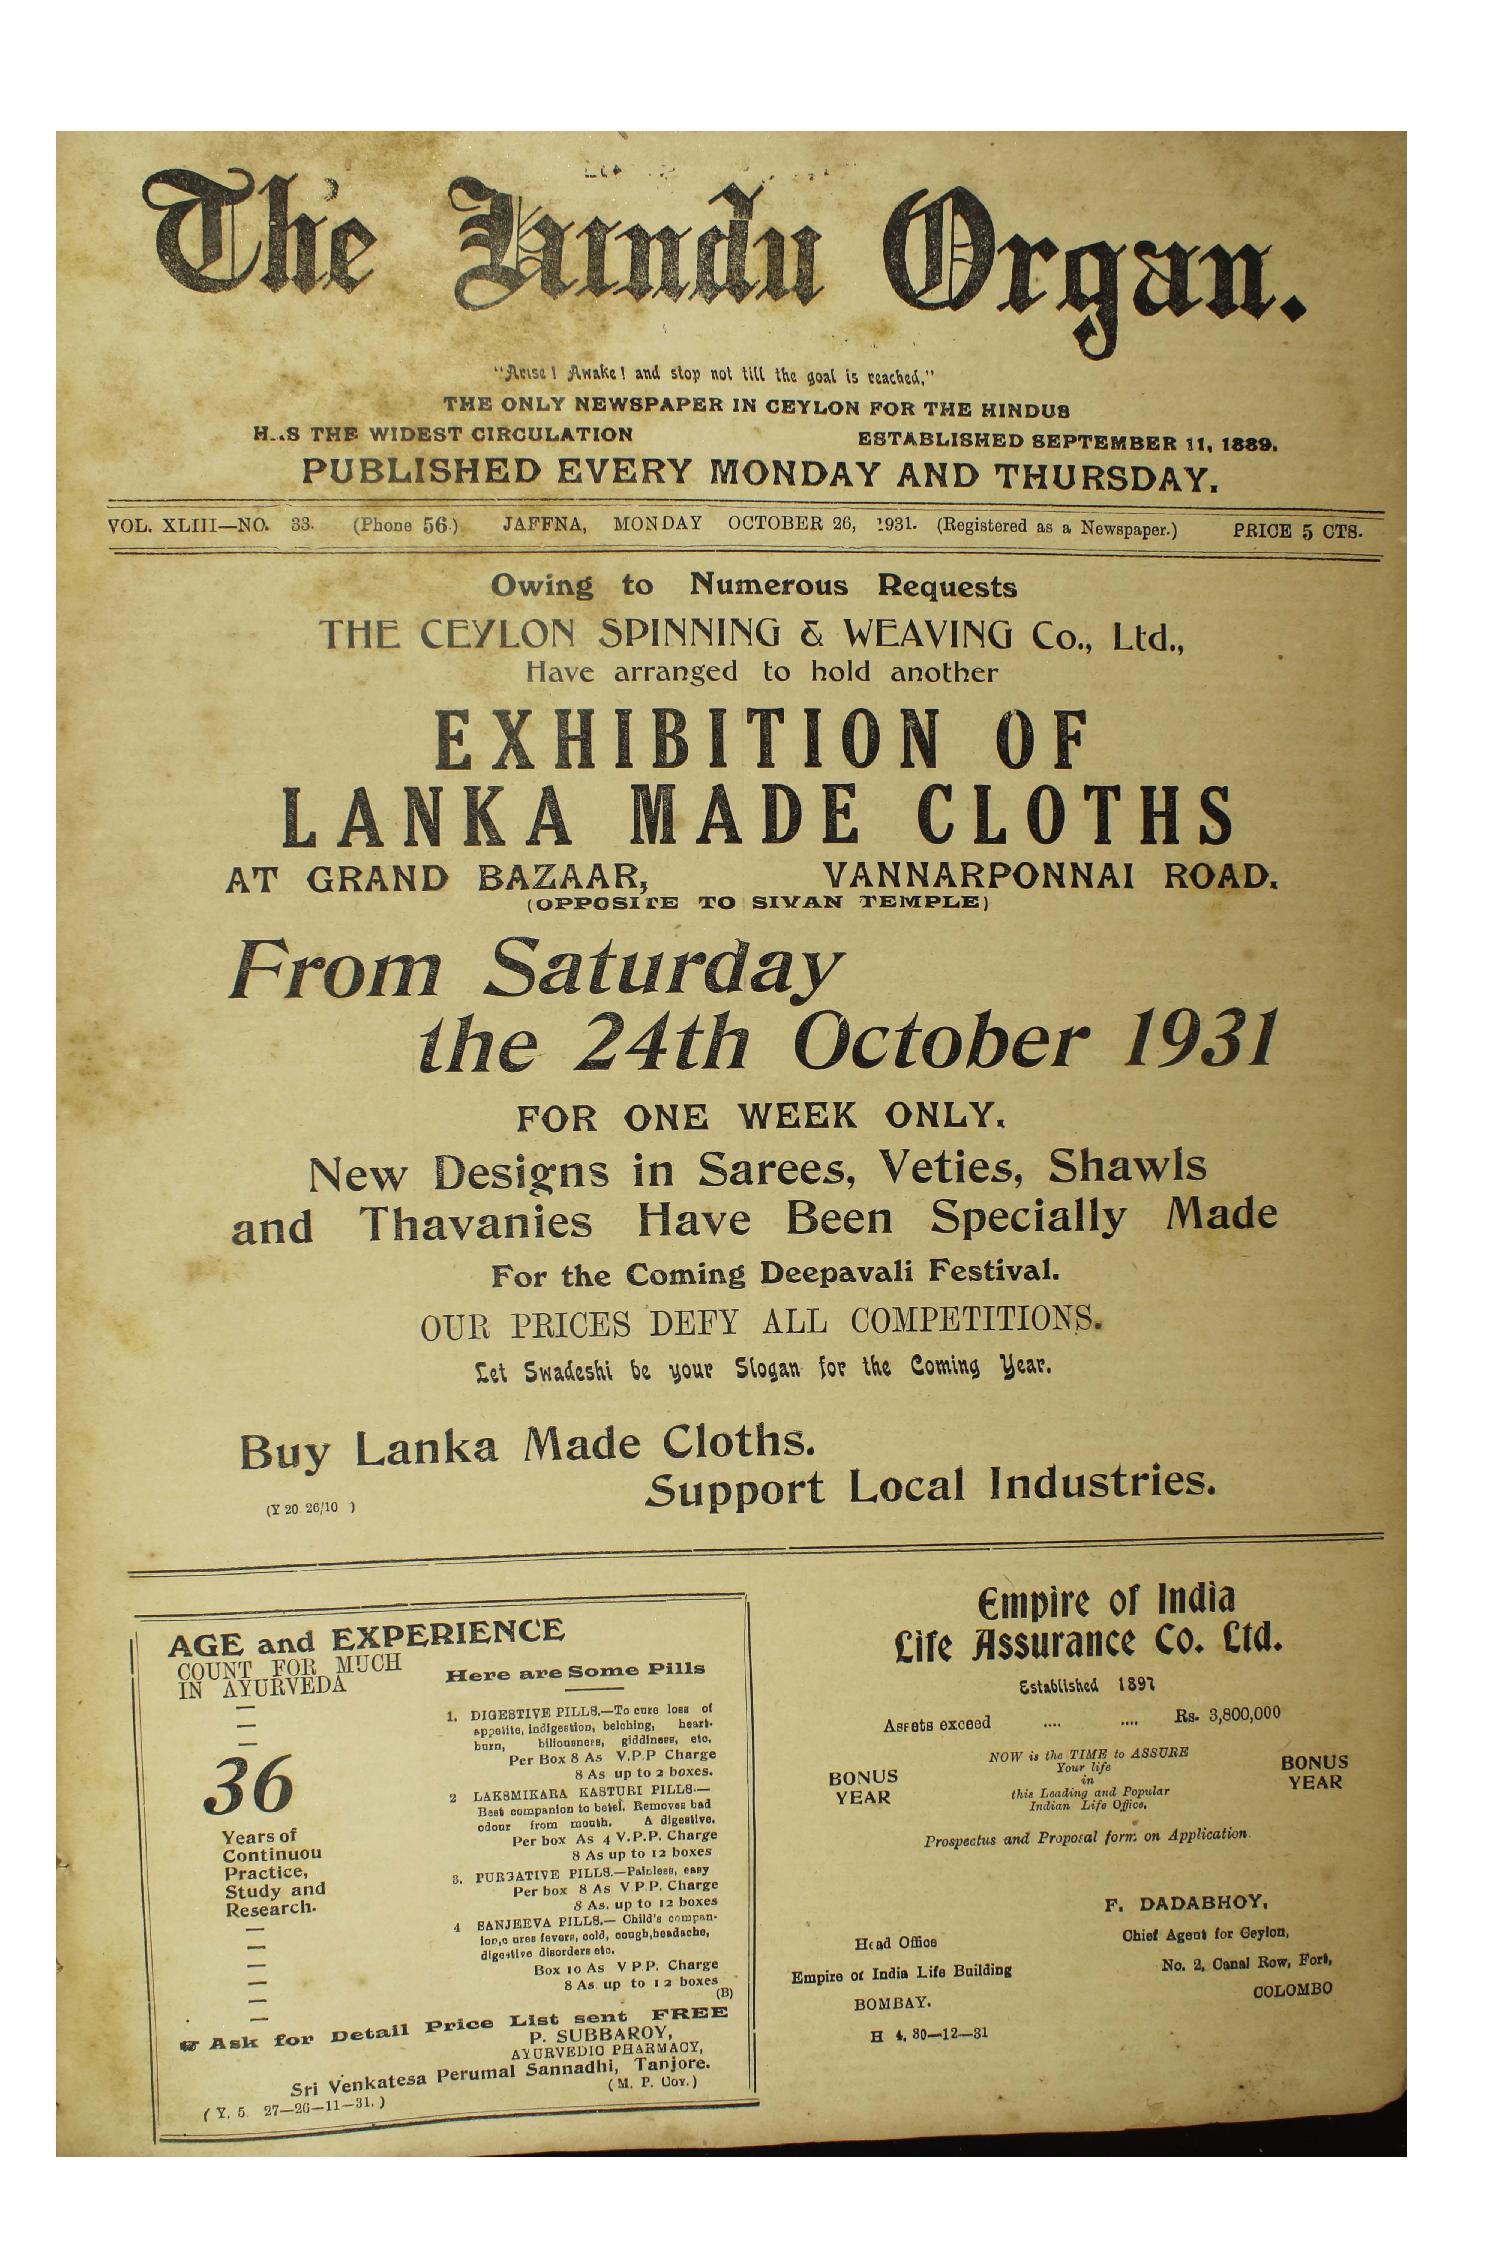 The Hindu Organ.
"Arise! Awake! and stop not till the goal is reached,"
THE ONLY NEWSPAPER IN CEYLON FOR THE HINDUS
H..S THE WIDEST CIRCULATION ESTABLISHED SEPTEMBER 11, 1889.
PUBLISHED EVERY MONDAY AND THURSDAY.
VOL. XLIII—NO. 33. (Phone 56.) JAFFNA, MONDAY OCTOBER 26, 1931. (Registered as a Newspaper.) PRICE 5 CTS.
Owing to Numerous Requests
THE CEYLON SPINNING & WEAVING Co., Ltd.,
Have arranged to hold another
EXHIBITION OF
LANKA MADE CLOTHS
AT GRAND BAZAAR, VANNARPONNAI ROAD.
(OPPOSITE TO SIVAN TEMPLE)
From Saturday
the 24th October 1931
FOR ONE WEEK ONLY.
New Designs in Sarees, Veties, Shawls
and Thavanies Have Been Specially Made
For the Coming Deepavali Festival.
OUR PRICES DEFY ALL COMPETITIONS.
Let Swadeshi be your Slogan for the Coming Year.
Buy Lanka Made Cloths.
Support Local Industries.
(Y 20. 26/10 )
AGE and EXPERIENCE
COUNT FOR MUCH
IN AYURVEDA
36
Years of
Continuou
Practice,
Study and
Research.
Here are Some Pills
1. DIGESTIVE PILLS.—To cure loss of
appetite, indigestion, belching, heart-
burn, biliousness, giddiness, etc.
Per Box 8 As V.P.P Charge
8 As up to 2 boxes.
2 LAKSMIKARA KASTURI PILLS.—
Best companion to betel. Removes bad
odour from mouth. A digestive.
Per box As 4 V.P.P. Charge
8 As up to 12 boxes
3. PURGATIVE PILLS.—Painless, easy
Per box 8 As V.P.P. Charge
8 As. up to 12 boxes
4 SANJEEVA PILLS.— Child's compan-
ion,c ures fevers, cold, cough,headache,
digestive disorders etc.
Box 10 As V P.P. Charge
8 As. up to 12 boxes
(B)
☞ Ask for Detail Price List sent FREE
P. SUBBAROY,
AYURVEDIC PHARMACY,
Sri Venkatesa Perumal Sannadhi, Tanjore.
(M. P. Coy.)
( Y. 5. 27—26—11—31. )
Empire of India
Life Assurance Co. Ltd.
Established 1897
Assets exceed .... .... Rs. 3,800,000
BONUS
YEAR
NOW is the TIME to ASSURE
Your life
in
this Leading and Popular
Indian Life Office.
BONUS
YEAR
Prospectus and Proposal form on Application.
F. DADABHOY,
Chief Agent for Ceylon,
No. 2, Canal Row, Fort,
COLOMBO
Head Office
Empire of India Life Building
BOMBAY.
H 4. 30—12—31